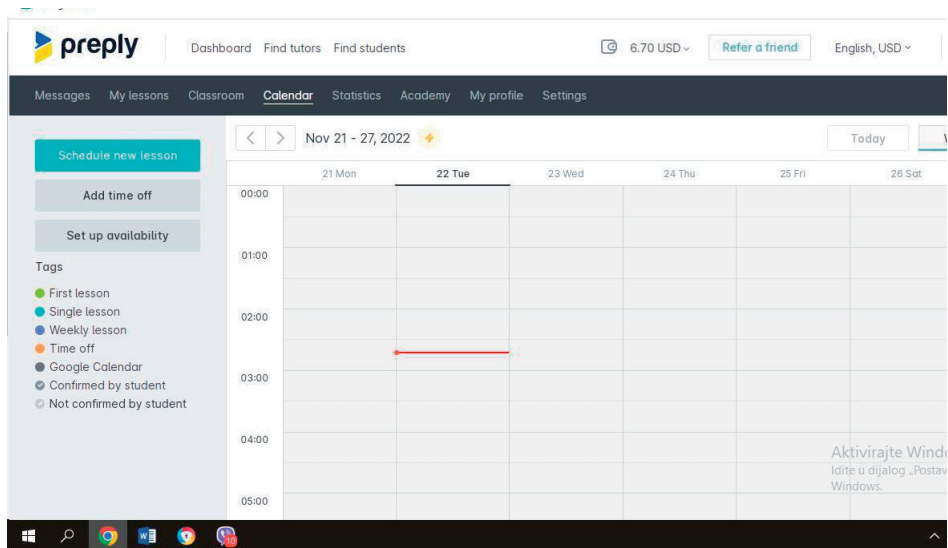 preply
Dashboard Find tutors Find students 6.70 USD Refer a friend English, USD
Messages My lessons Classroom Calendar Statistics Academy My profile Settings
Nov 21 - 27, 2022 Today
Schedule new lesson
Add time off
Set up availability
Tags
First lesson
Single lesson
Weekly lesson
Time off
Google Calendar
Confirmed by student
Not confirmed by student
21 Mon 22 Tue 23 Wed 24 Thu 25 Fri 26 Sat
00:00
01:00
02:00
03:00
04:00
05:00
Aktivirajte Wind
Idite u dijalog „Postav
Windows.
10